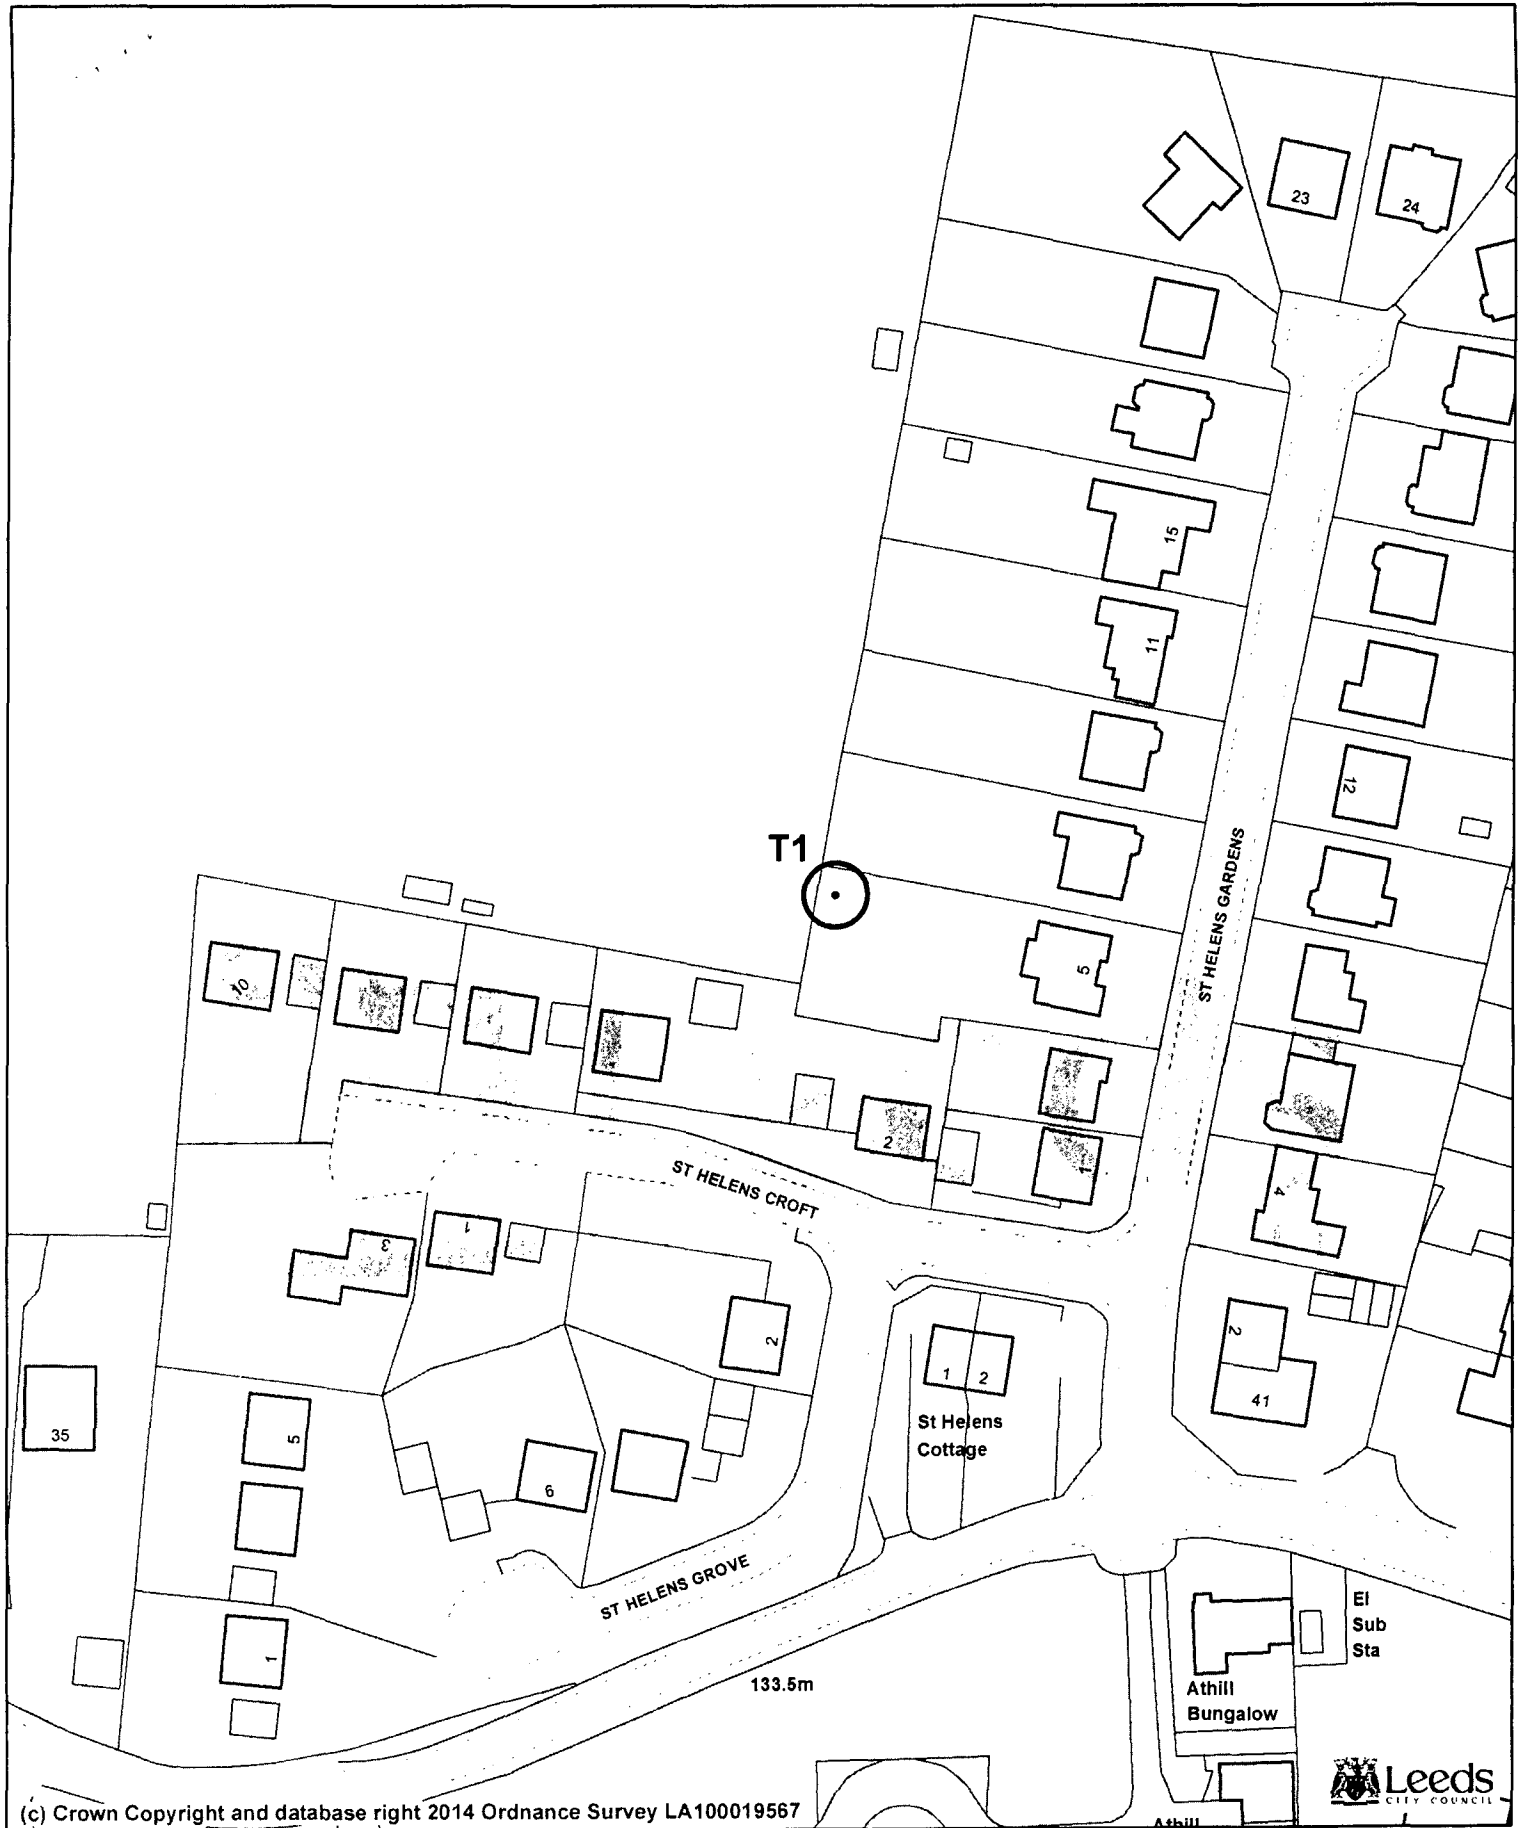 23
24
15
11
12
T1
ST HELENS GARDENS
5
10
2
1
ST HELENS CROFT
4
3
1
2
2
41
1 2
St Helens
Cottage
35
5
6
1
ST HELENS GROVE
133.5m
El
Sub
Sta
Athill
Bungalow
Leeds
CITY COUNCIL
(c) Crown Copyright and database right 2014 Ordnance Survey LA100019567
Athill